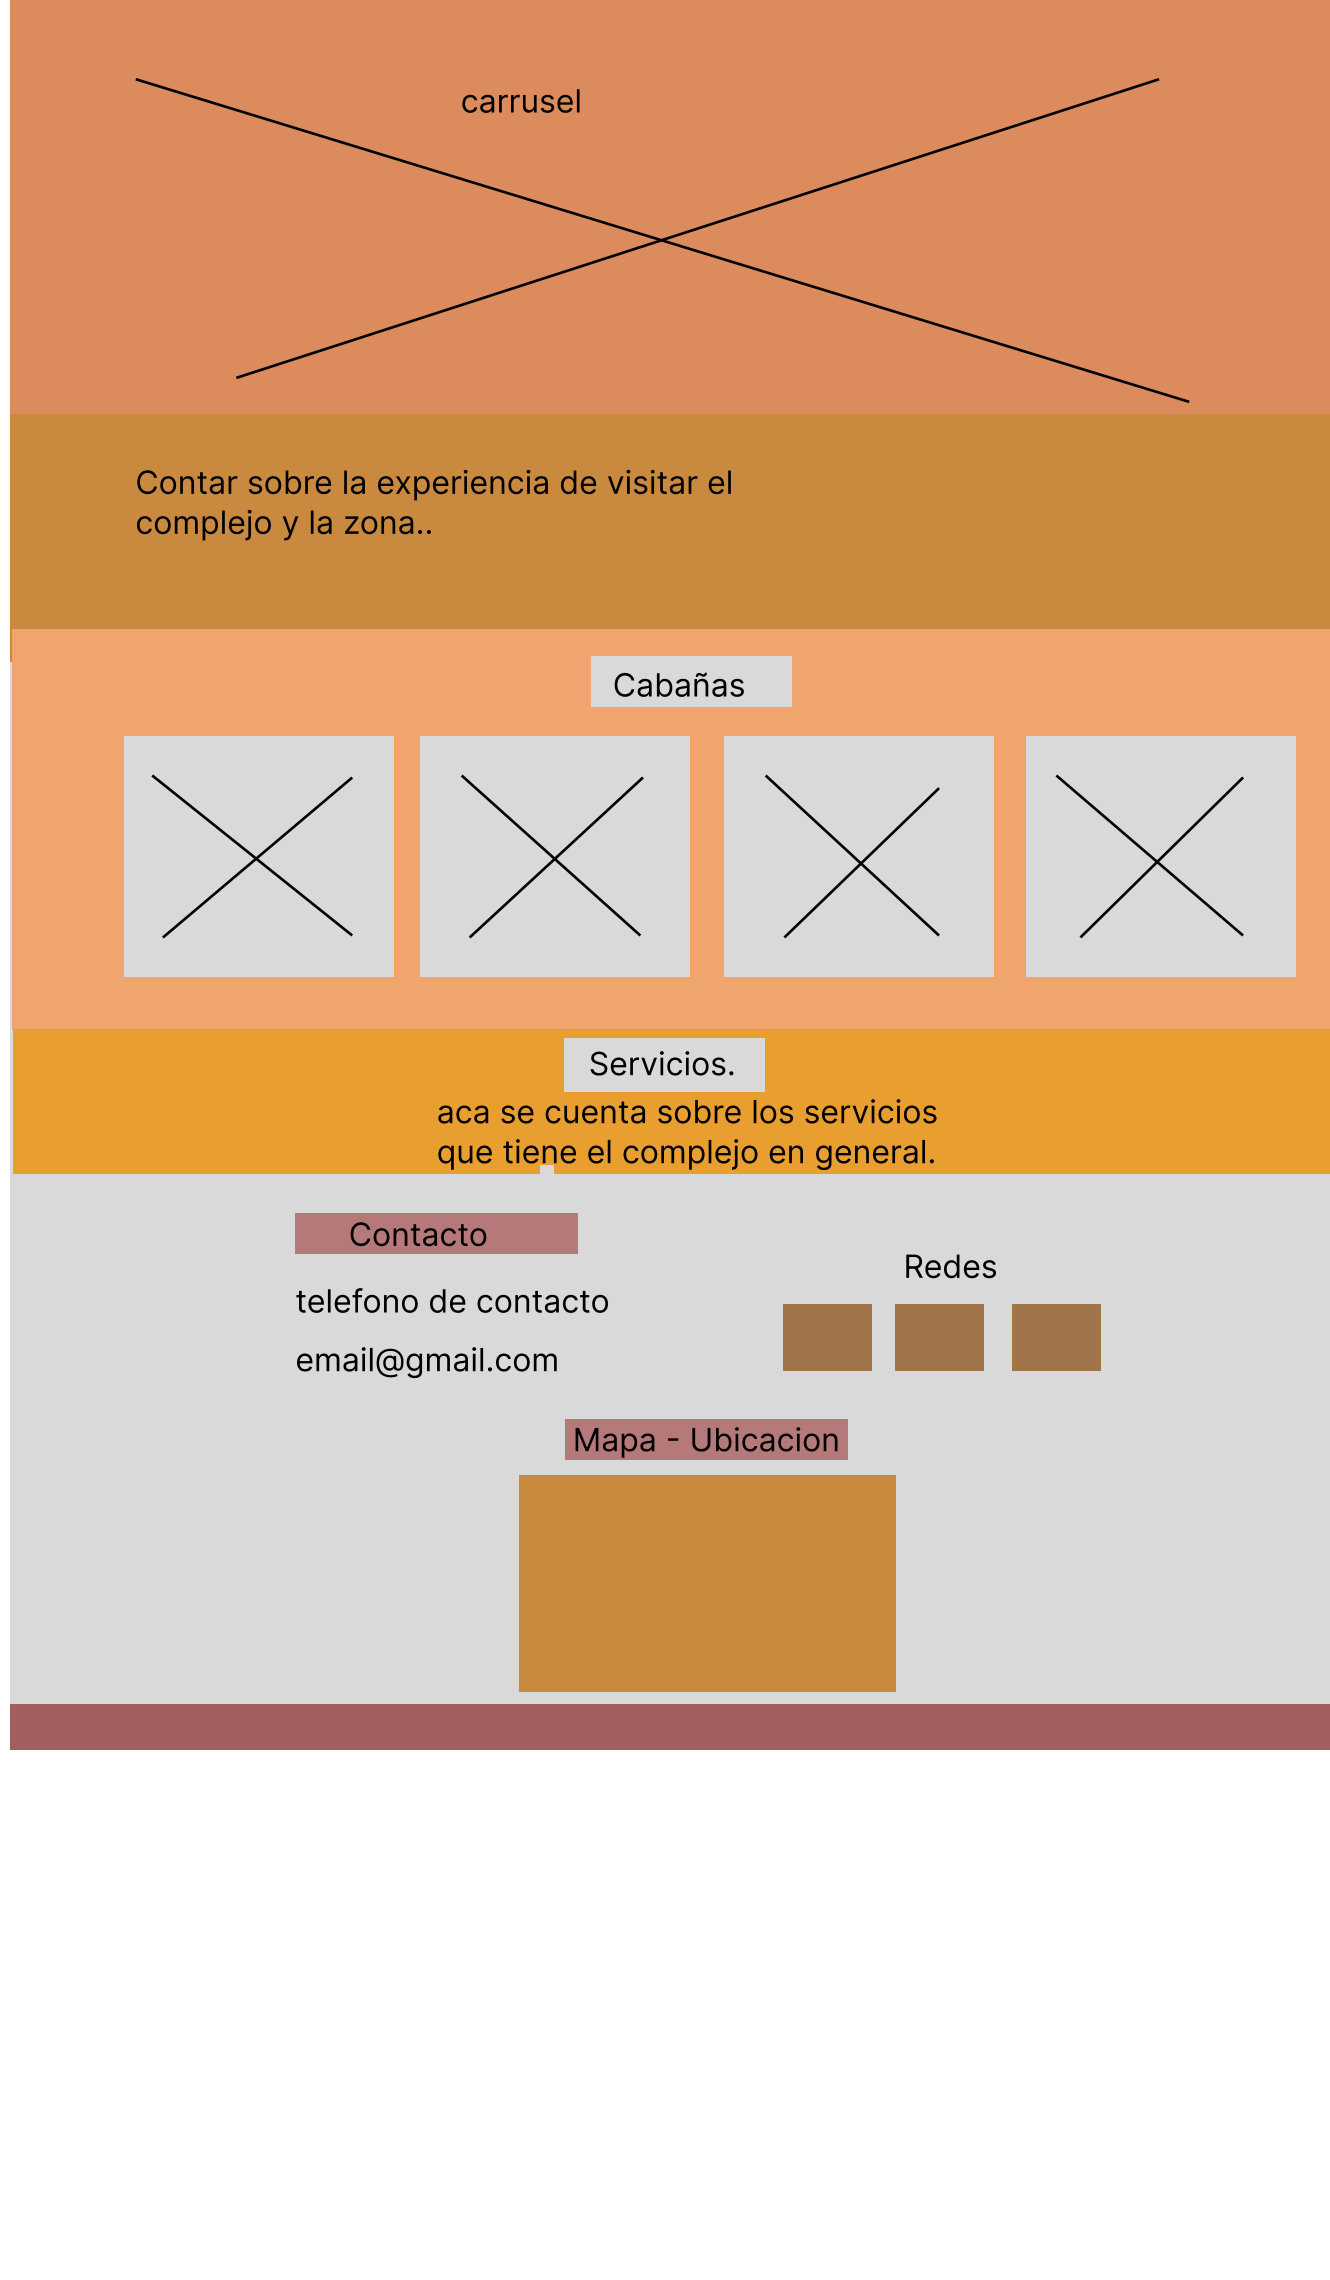 carrusel
Contar sobre la experiencia de visitar el
complejo y la zona..
Cabañas
Servicios.
aca se cuenta sobre los servicios
que tiene el complejo en general.
Contacto
telefono de contacto
email@gmail.com
Redes
Mapa - Ubicacion